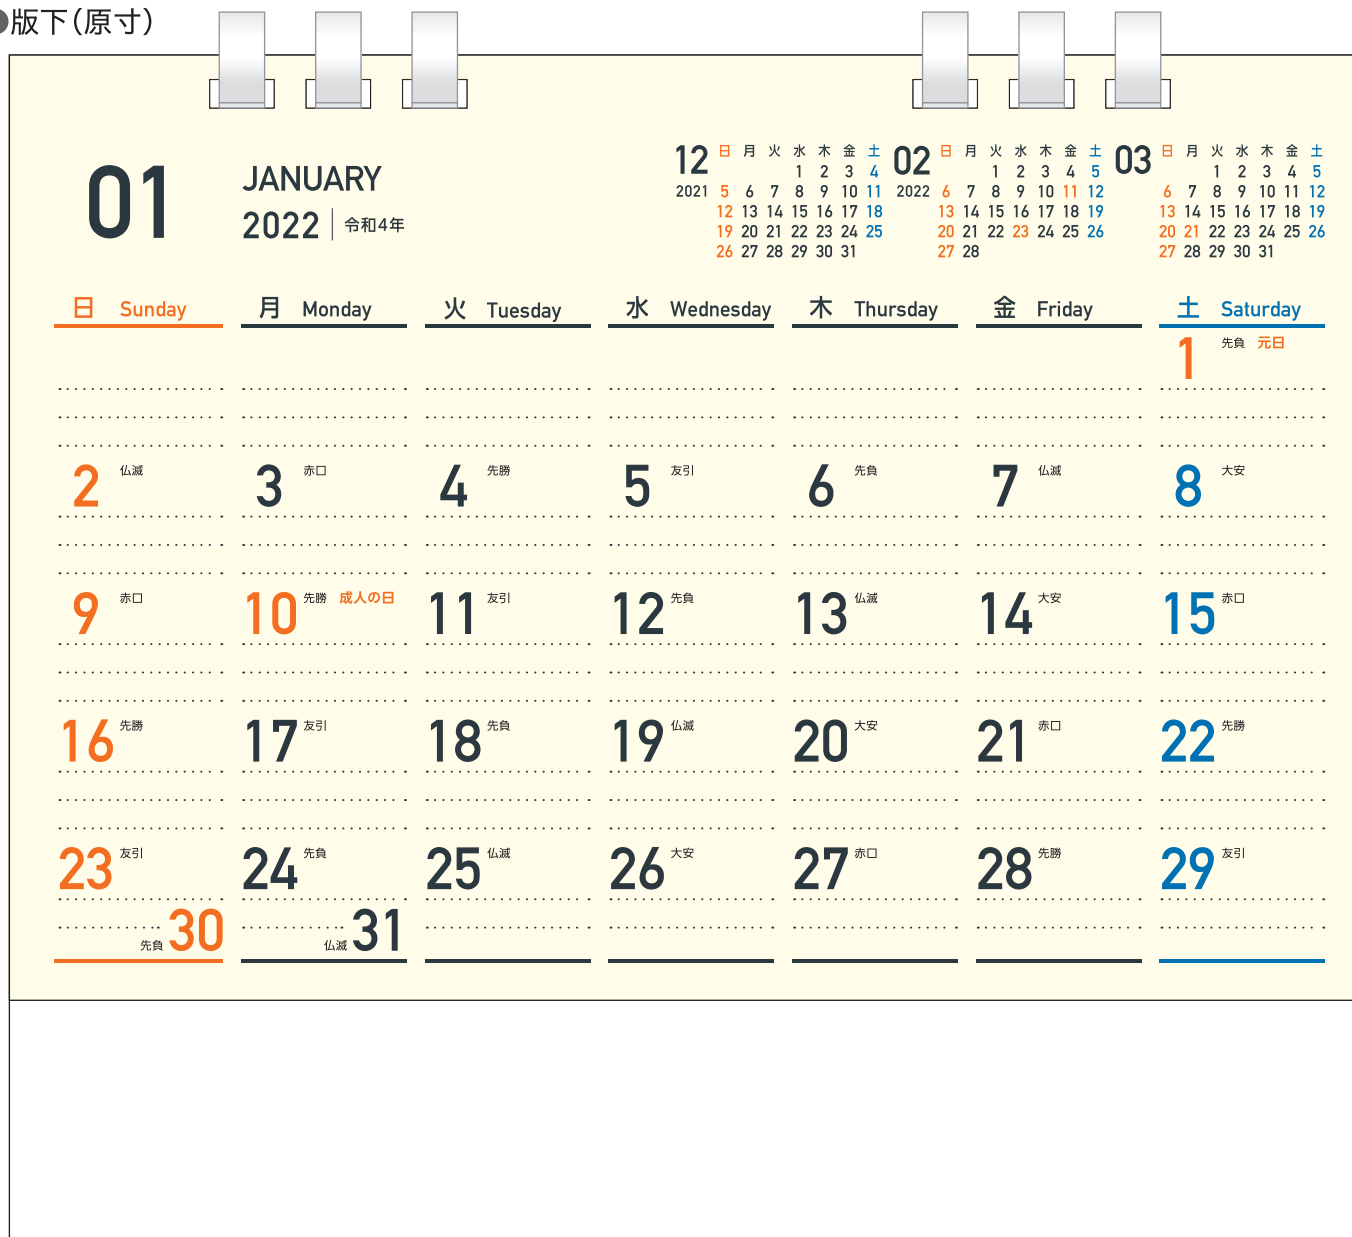 ●版下(原寸)
01
JANUARY
2022 令和4年
12
2021
日 月 火 水 木 金 土
1 2 3 4
5 6 7 8 9 10 11
12 13 14 15 16 17 18
19 20 21 22 23 24 25
26 27 28 29 30 31
02
2022
日 月 火 水 木 金 土
1 2 3 4 5
6 7 8 9 10 11 12
13 14 15 16 17 18 19
20 21 22 23 24 25 26
27 28
03
日 月 火 水 木 金 土
1 2 3 4 5
6 7 8 9 10 11 12
13 14 15 16 17 18 19
20 21 22 23 24 25 26
27 28 29 30 31
日 Sunday 月 Monday 火 Tuesday 水 Wednesday 木 Thursday 金 Friday 土 Saturday
1 先負 元日
2 仏滅 3 赤口 4 先勝 5 友引 6 先負 7 仏滅 8 大安
9 赤口 10 先勝 成人の日 11 友引 12 先負 13 仏滅 14 大安 15 赤口
16 先勝 17 友引 18 先負 19 仏滅 20 大安 21 赤口 22 先勝
23 友引 24 先負 25 仏滅 26 大安 27 赤口 28 先勝 29 友引
先負 30 仏滅 31